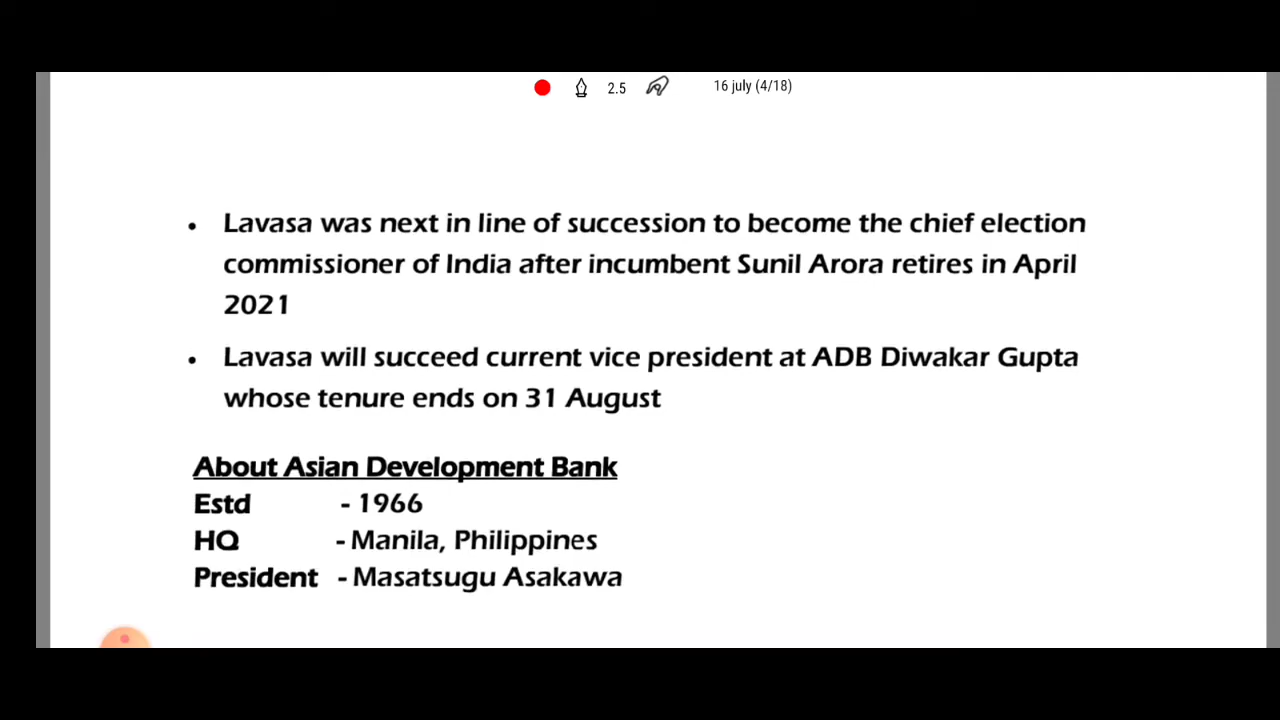 2.5 16 july (4/18)
• Lavasa was next in line of succession to become the chief election
commissioner of India after incumbent Sunil Arora retires in April
2021
• Lavasa will succeed current vice president at ADB Diwakar Gupta
whose tenure ends on 31 August
About Asian Development Bank
Estd - 1966
HQ - Manila, Philippines
President - Masatsugu Asakawa